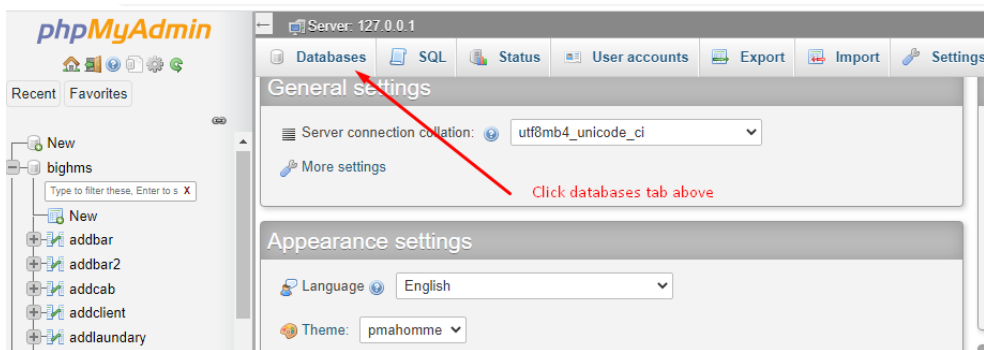 phpMyAdmin
Recent Favorites
New
bighms
Type to filter these, Enter to s X
New
addbar
addbar2
addcab
addclient
addlaundary
Server: 127.0.0.1
Databases SQL Status User accounts Export Import Settings
General settings
Server connection collation: utf8mb4_unicode_ci
More settings
Click databases tab above
Appearance settings
Language English
Theme: pmahomme